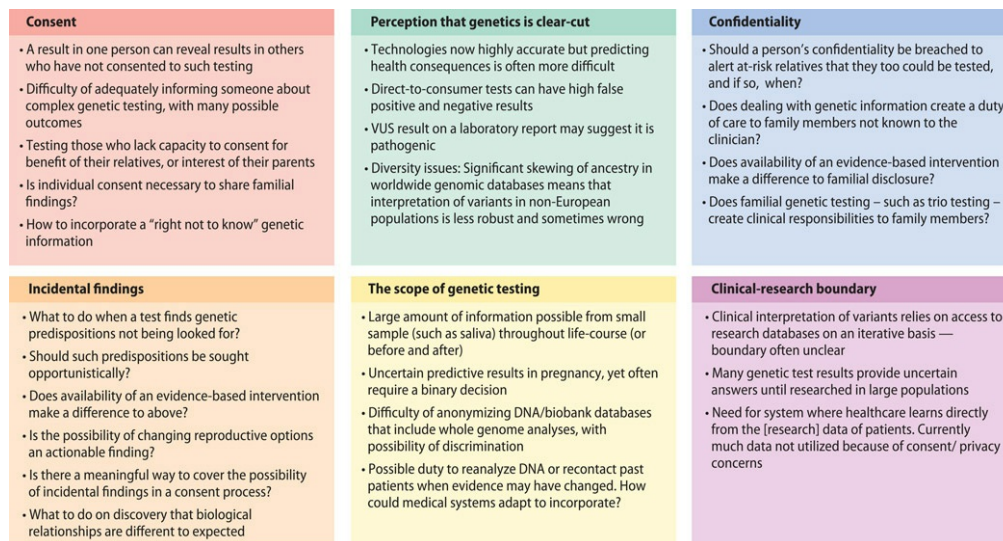 Consent
• A result in one person can reveal results in others
who have not consented to such testing
• Difficulty of adequately informing someone about
complex genetic testing, with many possible
outcomes
• Testing those who lack capacity to consent for
benefit of their relatives, or interest of their parents
• Is individual consent necessary to share familial
findings?
• How to incorporate a “right not to know” genetic
information
Perception that genetics is clear-cut
• Technologies now highly accurate but predicting
health consequences is often more difficult
• Direct-to-consumer tests can have high false
positive and negative results
• VUS result on a laboratory report may suggest it is
pathogenic
• Diversity issues: Significant skewing of ancestry in
worldwide genomic databases means that
interpretation of variants in non-European
populations is less robust and sometimes wrong
Confidentiality
• Should a person’s confidentiality be breached to
alert at-risk relatives that they too could be tested,
and if so, when?
• Does dealing with genetic information create a duty
of care to family members not known to the
clinician?
• Does availability of an evidence-based intervention
make a difference to familial disclosure?
• Does familial genetic testing – such as trio testing –
create clinical responsibilities to family members?
Incidental findings
• What to do when a test finds genetic
predispositions not being looked for?
• Should such predispositions be sought
opportunistically?
• Does availability of an evidence-based intervention
make a difference to above?
• Is the possibility of changing reproductive options
an actionable finding?
• Is there a meaningful way to cover the possibility
of incidental findings in a consent process?
• What to do on discovery that biological
relationships are different to expected
The scope of genetic testing
• Large amount of information possible from small
sample (such as saliva) throughout life-course (or
before and after)
• Uncertain predictive results in pregnancy, yet often
require a binary decision
• Difficulty of anonymizing DNA/biobank databases
that include whole genome analyses, with
possibility of discrimination
• Possible duty to reanalyze DNA or recontact past
patients when evidence may have changed. How
could medical systems adapt to incorporate?
Clinical-research boundary
• Clinical interpretation of variants relies on access to
research databases on an iterative basis —
boundary often unclear
• Many genetic test results provide uncertain
answers until researched in large populations
• Need for system where healthcare learns directly
from the [research] data of patients. Currently
much data not utilized because of consent/ privacy
concerns